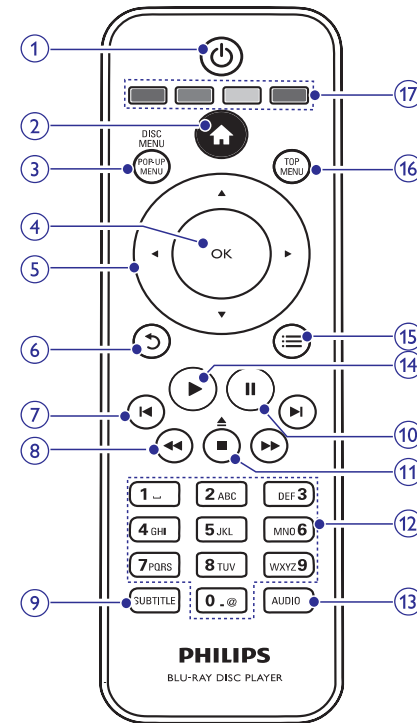 1
17
2
DISC
MENU
3
POP-UP
MENU
TOP
MENU
16
4
OK
5
6
15
14
7
10
8
11
1
2 ABC
DEF 3
4 GHI
5 JKL
MNO 6
12
7 PQRS
8 TUV
WXYZ 9
9
SUBTITLE
0 . @
AUDIO
13
PHILIPS
BLU-RAY DISC PLAYER